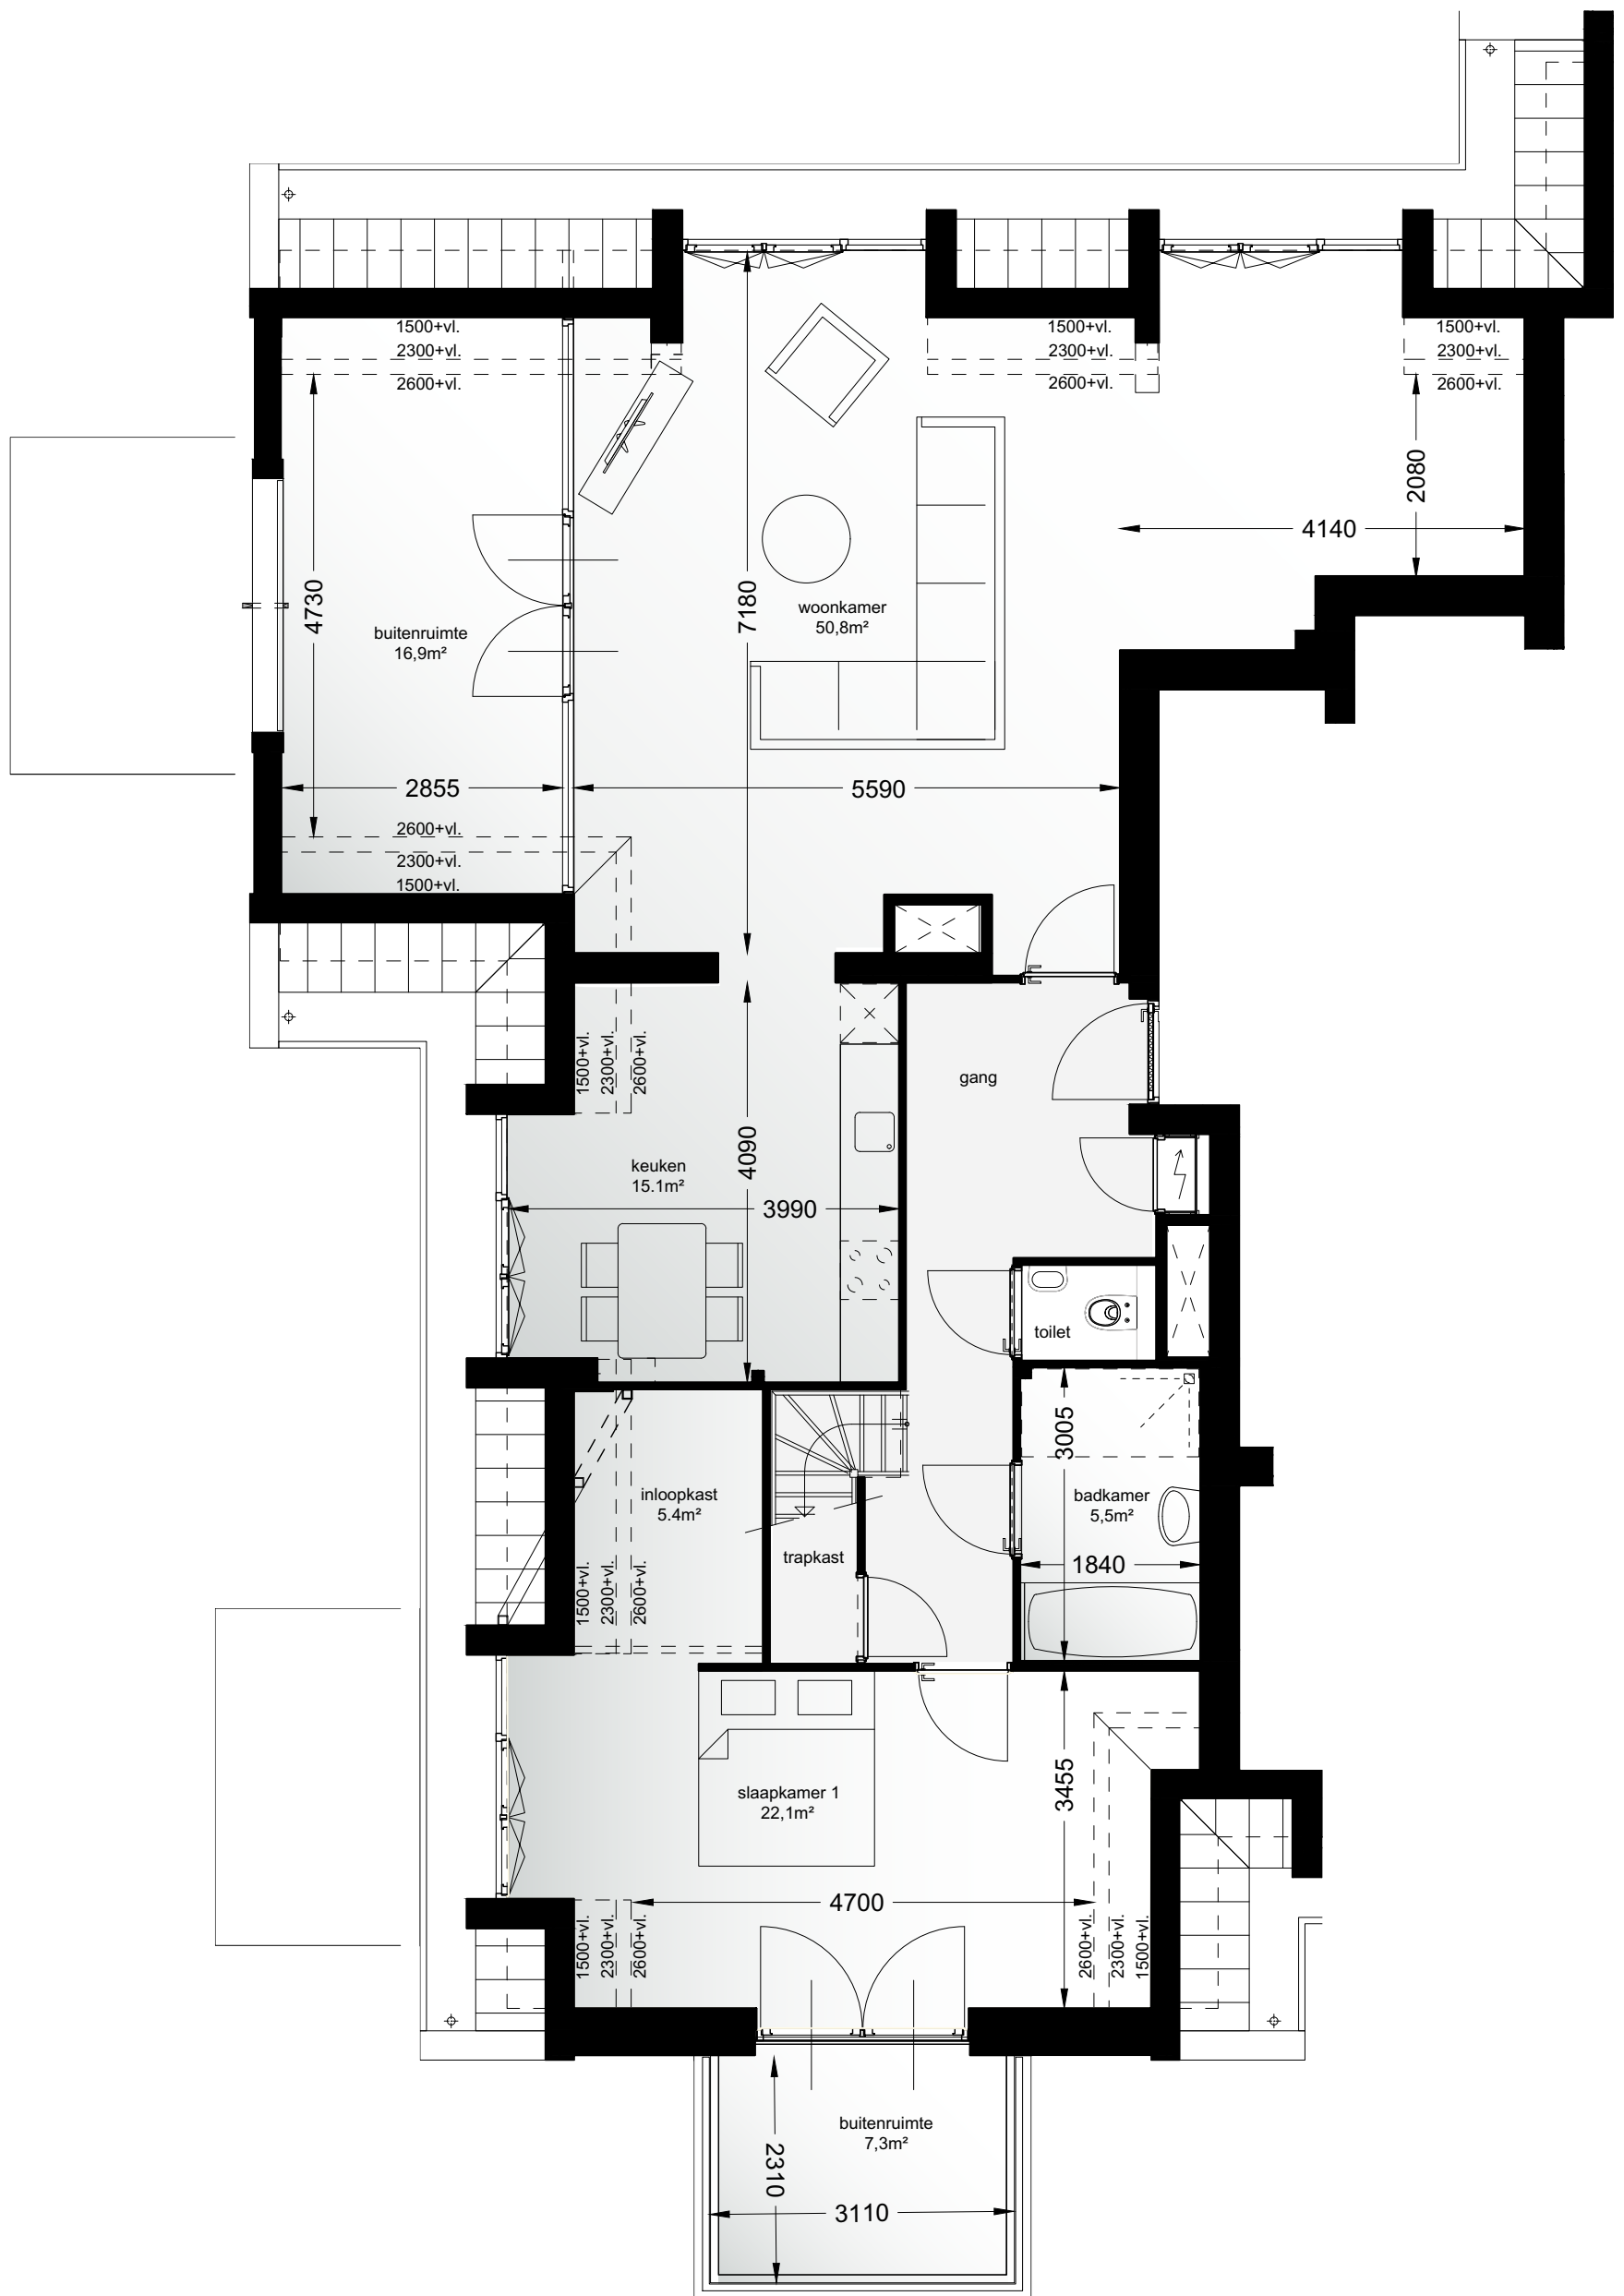 1500+vl.
2300+vl.
2600+vl.
1500+vl.
2300+vl.
2600+vl.
1500+vl.
2300+vl.
2600+vl.
2080
4140
4730
7180
woonkamer
50,8m²
buitenruimte
16,9m²
2855
5590
2600+vl.
2300+vl.
1500+vl.
1500+vl.
2300+vl.
2600+vl.
gang
4090
keuken
15.1m²
3990
toilet
3005
inloopkast
5.4m²
badkamer
5,5m²
trapkast
1840
1500+vl.
2300+vl.
2600+vl.
3455
slaapkamer 1
22,1m²
4700
1500+vl.
2300+vl.
2600+vl.
2600+vl.
2300+vl.
1500+vl.
buitenruimte
7,3m²
2310
3110